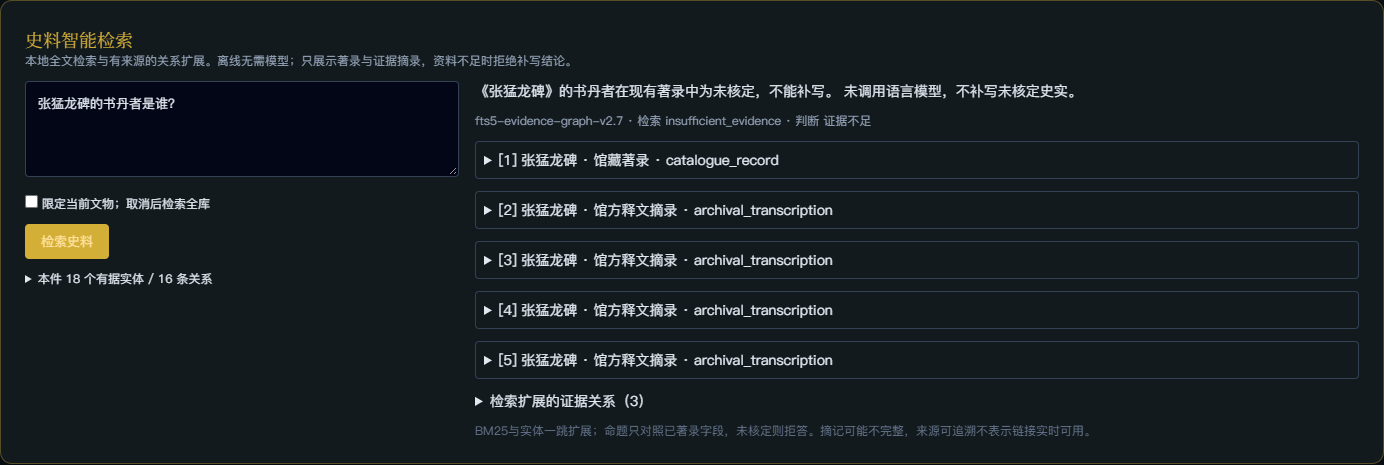 史料智能检索
本地全文检索与有来源的关系扩展。离线无需模型；只展示著录与证据摘录，资料不足时拒绝补写结论。
张猛龙碑的书丹者是谁？
限定当前文物；取消后检索全库
检索史料
▶ 本件 18 个有据实体 / 16 条关系
《张猛龙碑》的书丹者在现有著录中为未核定，不能补写。 未调用语言模型，不补写未核定史实。
fts5-evidence-graph-v2.7 · 检索 insufficient_evidence · 判断 证据不足
▶ [1] 张猛龙碑 · 馆藏著录 · catalogue_record
▶ [2] 张猛龙碑 · 馆方释文摘录 · archival_transcription
▶ [3] 张猛龙碑 · 馆方释文摘录 · archival_transcription
▶ [4] 张猛龙碑 · 馆方释文摘录 · archival_transcription
▶ [5] 张猛龙碑 · 馆方释文摘录 · archival_transcription
▶ 检索扩展的证据关系（3）
BM25与实体一跳扩展；命题只对照已著录字段，未核定则拒答。摘记可能不完整，来源可追溯不表示链接实时可用。